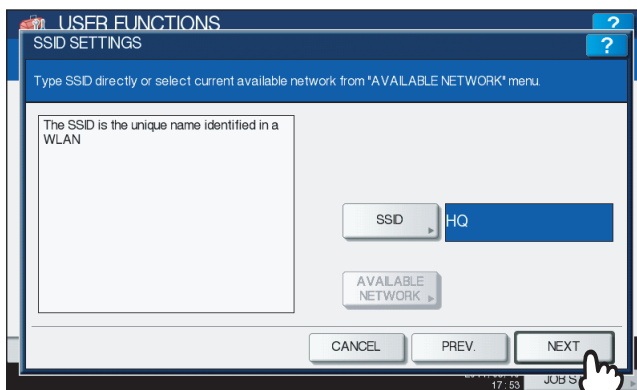 USER FUNCTIONS
?
SSID SETTINGS
?
Type SSID directly or select current available network from "AVAILABLE NETWORK" menu.
The SSID is the unique name identified in a
WLAN
SSID
HQ
AVAILABLE
NETWORK
CANCEL
PREV.
NEXT
17:53
JOB S